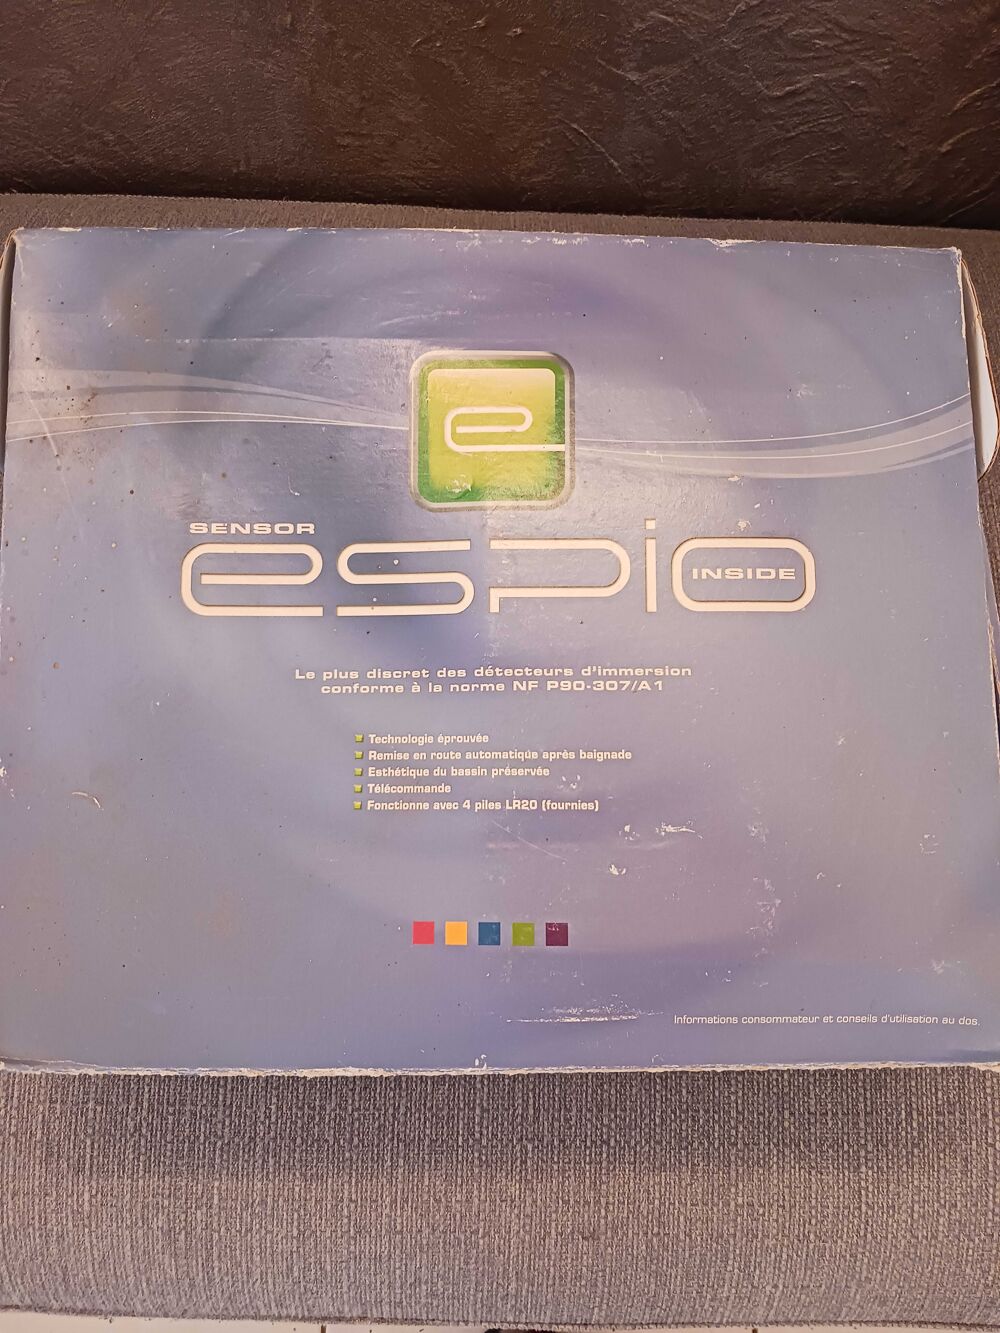 e
SENSOR
espio
INSIDE
Le plus discret des détecteurs d'immersion
conforme à la norme NF P90-307/A1
Technologie éprouvée
Remise en route automatique après baignade
Esthétique du bassin préservée
Télécommande
Fonctionne avec 4 piles LR20 (fournies)
Informations consommateur et conseils d'utilisation au dos.